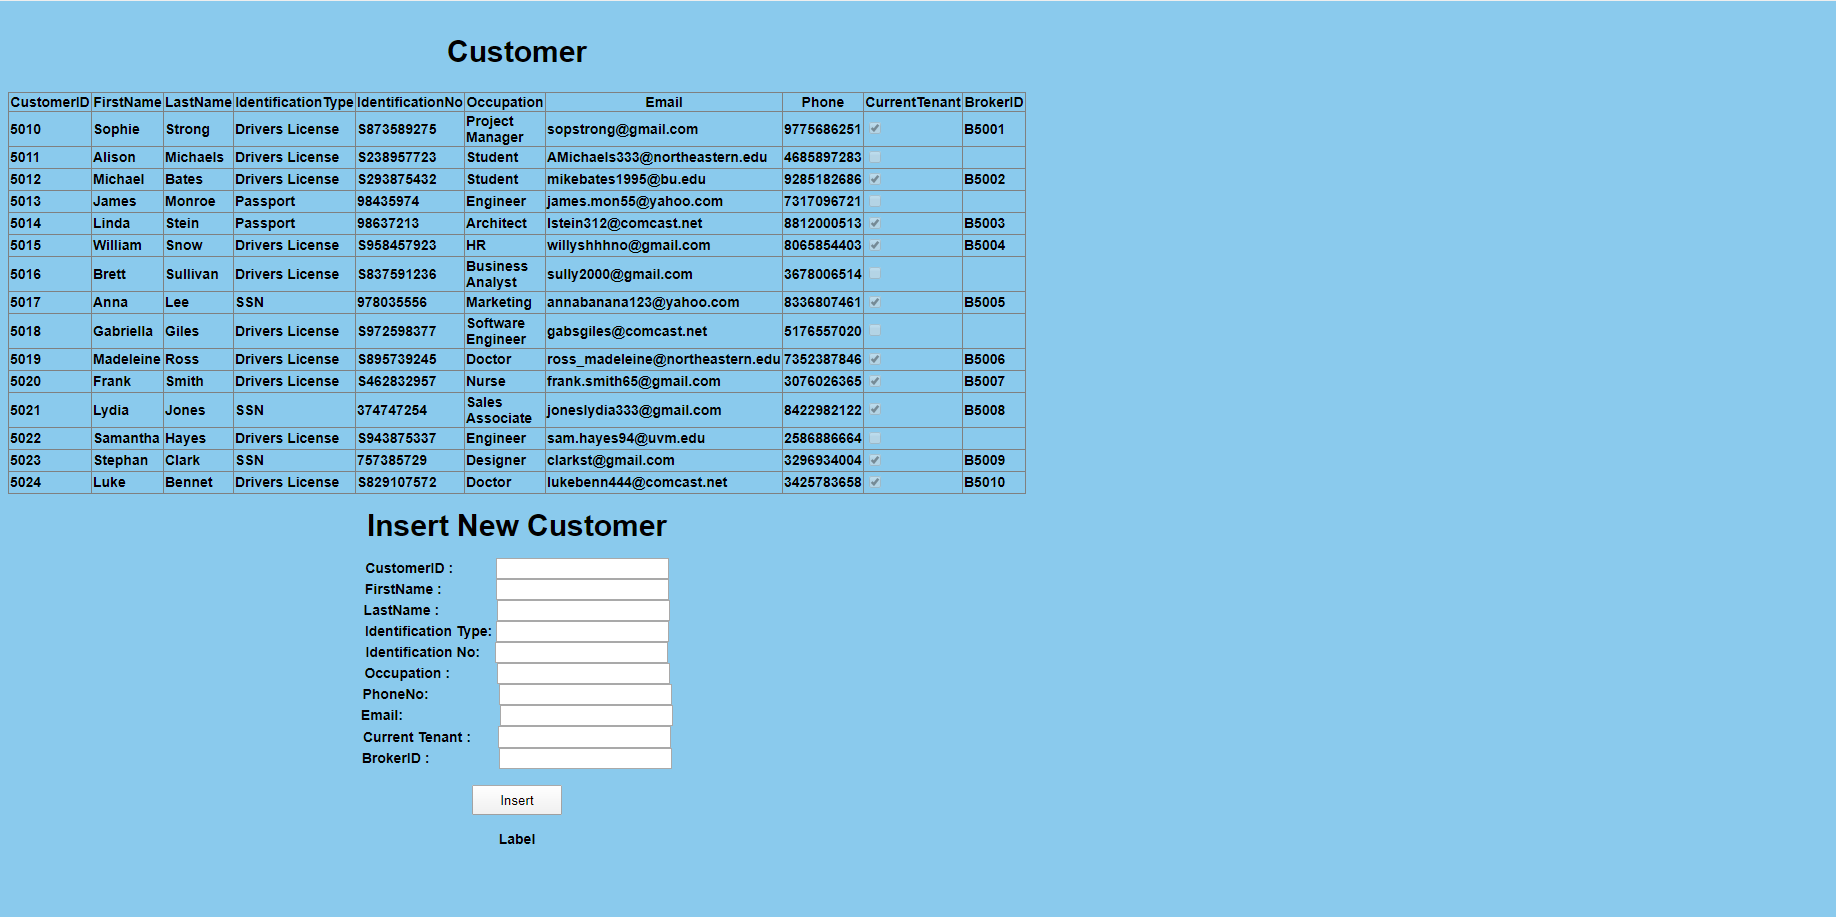 Customer
CustomerID FirstName LastName IdentificationType IdentificationNo Occupation Email Phone CurrentTenant BrokerID
5010 Sophie Strong Drivers License S873589275 Project Manager sopstrong@gmail.com 9775686251 B5001
5011 Alison Michaels Drivers License S238957723 Student AMichaels333@northeastern.edu 4685897283
5012 Michael Bates Drivers License S293875432 Student mikebates1995@bu.edu 9285182686 B5002
5013 James Monroe Passport 98435974 Engineer james.mon55@yahoo.com 7317096721
5014 Linda Stein Passport 98637213 Architect lstein312@comcast.net 8812000513 B5003
5015 William Snow Drivers License S958457923 HR willyshhhno@gmail.com 8065854403 B5004
5016 Brett Sullivan Drivers License S837591236 Business Analyst sully2000@gmail.com 3678006514
5017 Anna Lee SSN 978035556 Marketing annabanana123@yahoo.com 8336807461 B5005
5018 Gabriella Giles Drivers License S972598377 Software Engineer gabsgiles@comcast.net 5176557020
5019 Madeleine Ross Drivers License S895739245 Doctor ross_madeleine@northeastern.edu 7352387846 B5006
5020 Frank Smith Drivers License S462832957 Nurse frank.smith65@gmail.com 3076026365 B5007
5021 Lydia Jones SSN 374747254 Sales Associate joneslydia333@gmail.com 8422982122 B5008
5022 Samantha Hayes Drivers License S943875337 Engineer sam.hayes94@uvm.edu 2586886664
5023 Stephan Clark SSN 757385729 Designer clarkst@gmail.com 3296934004 B5009
5024 Luke Bennet Drivers License S829107572 Doctor lukebenn444@comcast.net 3425783658 B5010
Insert New Customer
CustomerID :
FirstName :
LastName :
Identification Type:
Identification No:
Occupation :
PhoneNo:
Email:
Current Tenant :
BrokerID :
Insert
Label